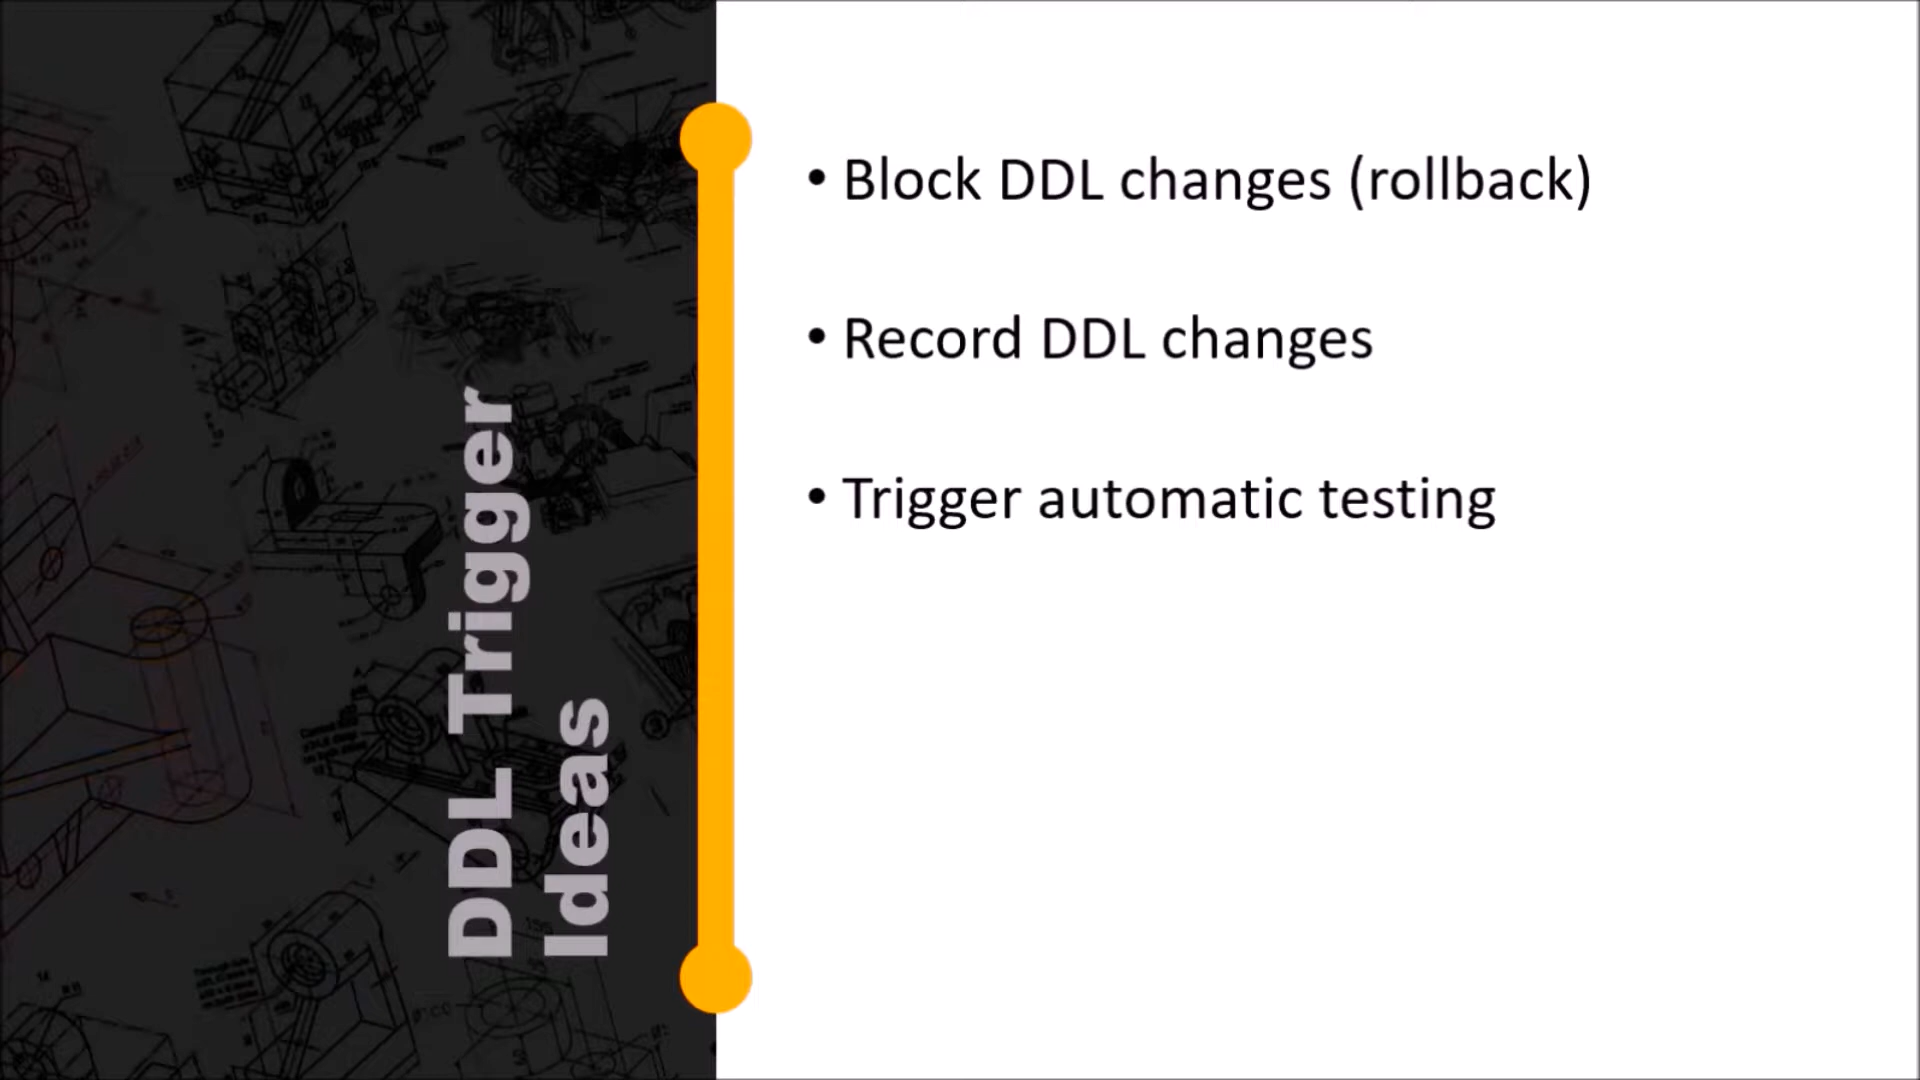 DDL Trigger
Ideas
• Block DDL changes (rollback)
• Record DDL changes
• Trigger automatic testing